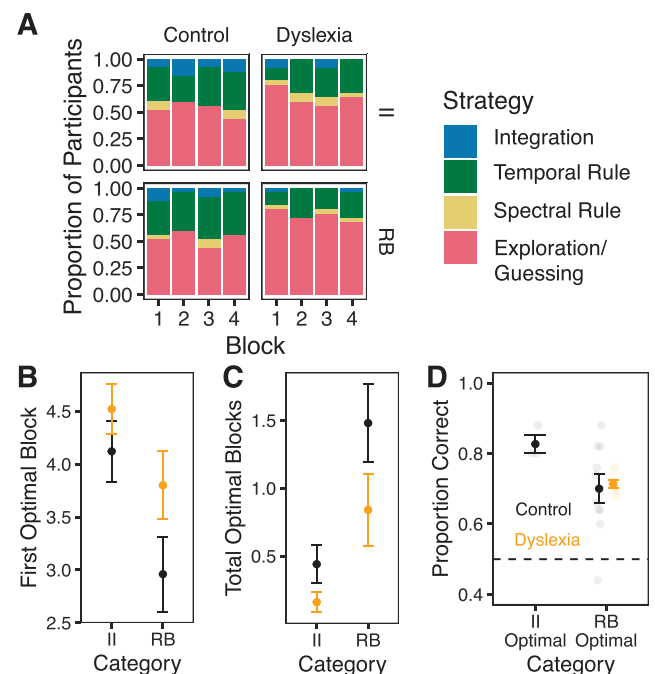 A
Control
Dyslexia
Proportion of Participants
1.00
0.75
0.50
0.25
0.00
II
1.00
0.75
0.50
0.25
0.00
RB
1 2 3 4
1 2 3 4
Block
Strategy
Integration
Temporal Rule
Spectral Rule
Exploration/
Guessing
B
First Optimal Block
4.5
4.0
3.5
3.0
2.5
II
RB
Category
C
Total Optimal Blocks
1.5
1.0
0.5
II
RB
Category
D
Proportion Correct
1.0
0.8
0.6
0.4
Control
Dyslexia
II
Optimal
RB
Optimal
Category